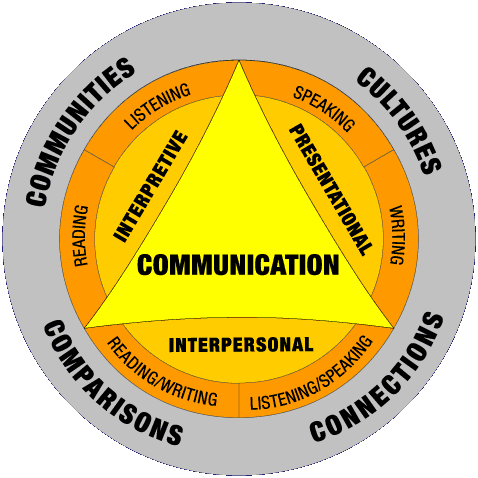 COMMUNITIES
CULTURES
LISTENING
SPEAKING
INTERPRETIVE
PRESENTATIONAL
READING
WRITING
COMMUNICATION
INTERPERSONAL
READING/WRITING
LISTENING/SPEAKING
COMPARISONS
CONNECTIONS